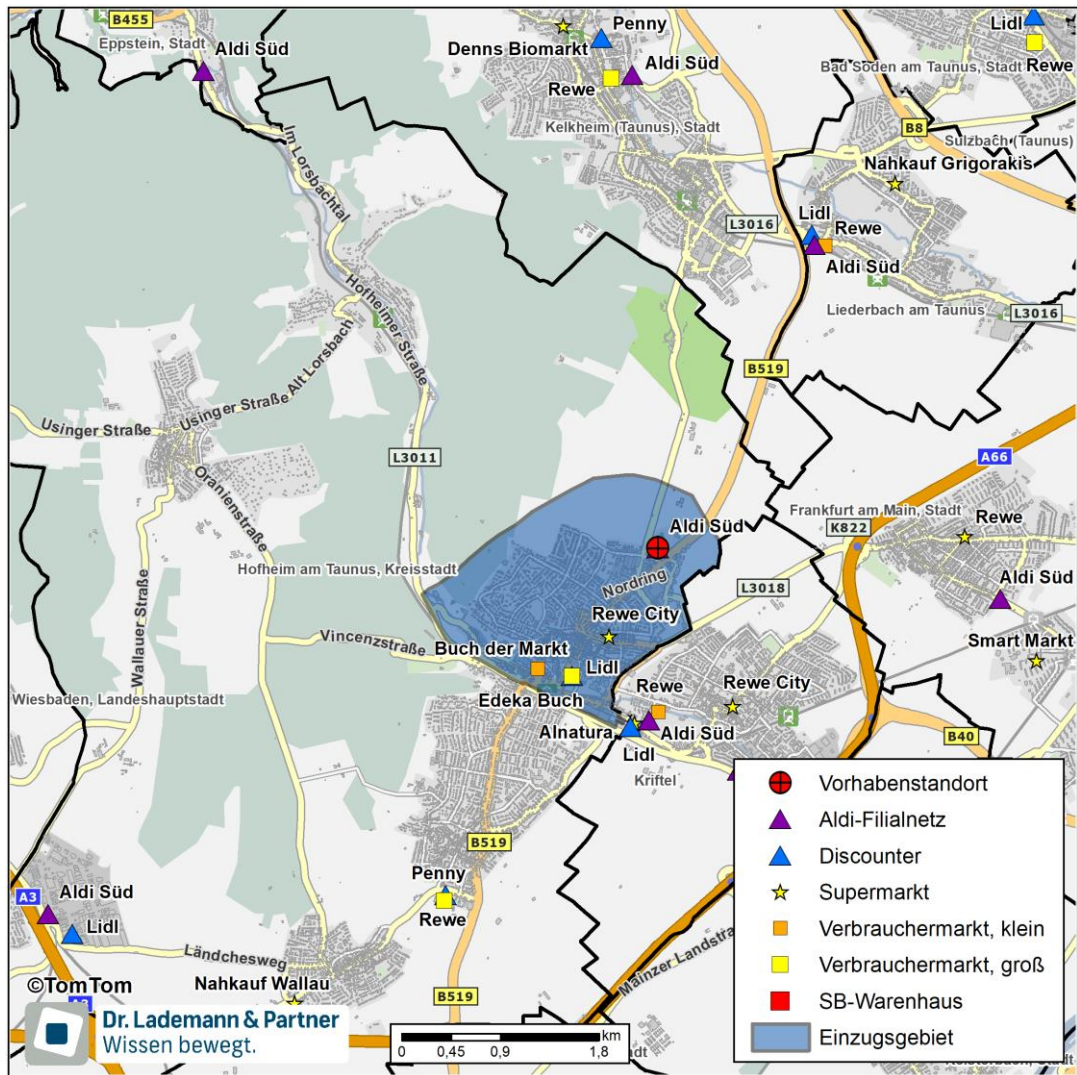 B455
Eppstein, Stadt
Aldi Süd
Penny
Denns Biomarkt
Aldi Süd
Rewe
Kelkheim (Taunus), Stadt
Lidl
Bad Soden am Taunus, Stadt
Rewe
B8
Sulzbach (Taunus)
Nahkauf Grigorakis
Im Lorsbachtal
L3016
Lidl
Rewe
Aldi Süd
Liederbach am Taunus
L3016
Hofheimer Straße
Alt Lorsbach
B519
Usinger Straße
Usinger Straße
L3011
Oranienstraße
A66
Frankfurt am Main, Stadt
K822
Rewe
Aldi Süd
Nordring
Hofheim am Taunus, Kreisstadt
Aldi Süd
L3018
Wallauer Straße
Rewe City
Vincenzstraße
Buch der Markt
Smart Markt
Lidl
Rewe
Rewe City
Wiesbaden, Landeshauptstadt
Edeka Buch
Alnatura
Aldi Süd
B40
Lidl
Kriftel
B519
Penny
Rewe
A3
Aldi Süd
Lidl
Ländchesweg
Nahkauf Wallau
B519
Mainzer Landstra
©TomTom
A3
Dr. Lademann & Partner
Wissen bewegt.
km
0 0,45 0,9 1,8
Vorhabenstandort
Aldi-Filialnetz
Discounter
Supermarkt
Verbrauchermarkt, klein
Verbrauchermarkt, groß
SB-Warenhaus
Einzugsgebiet